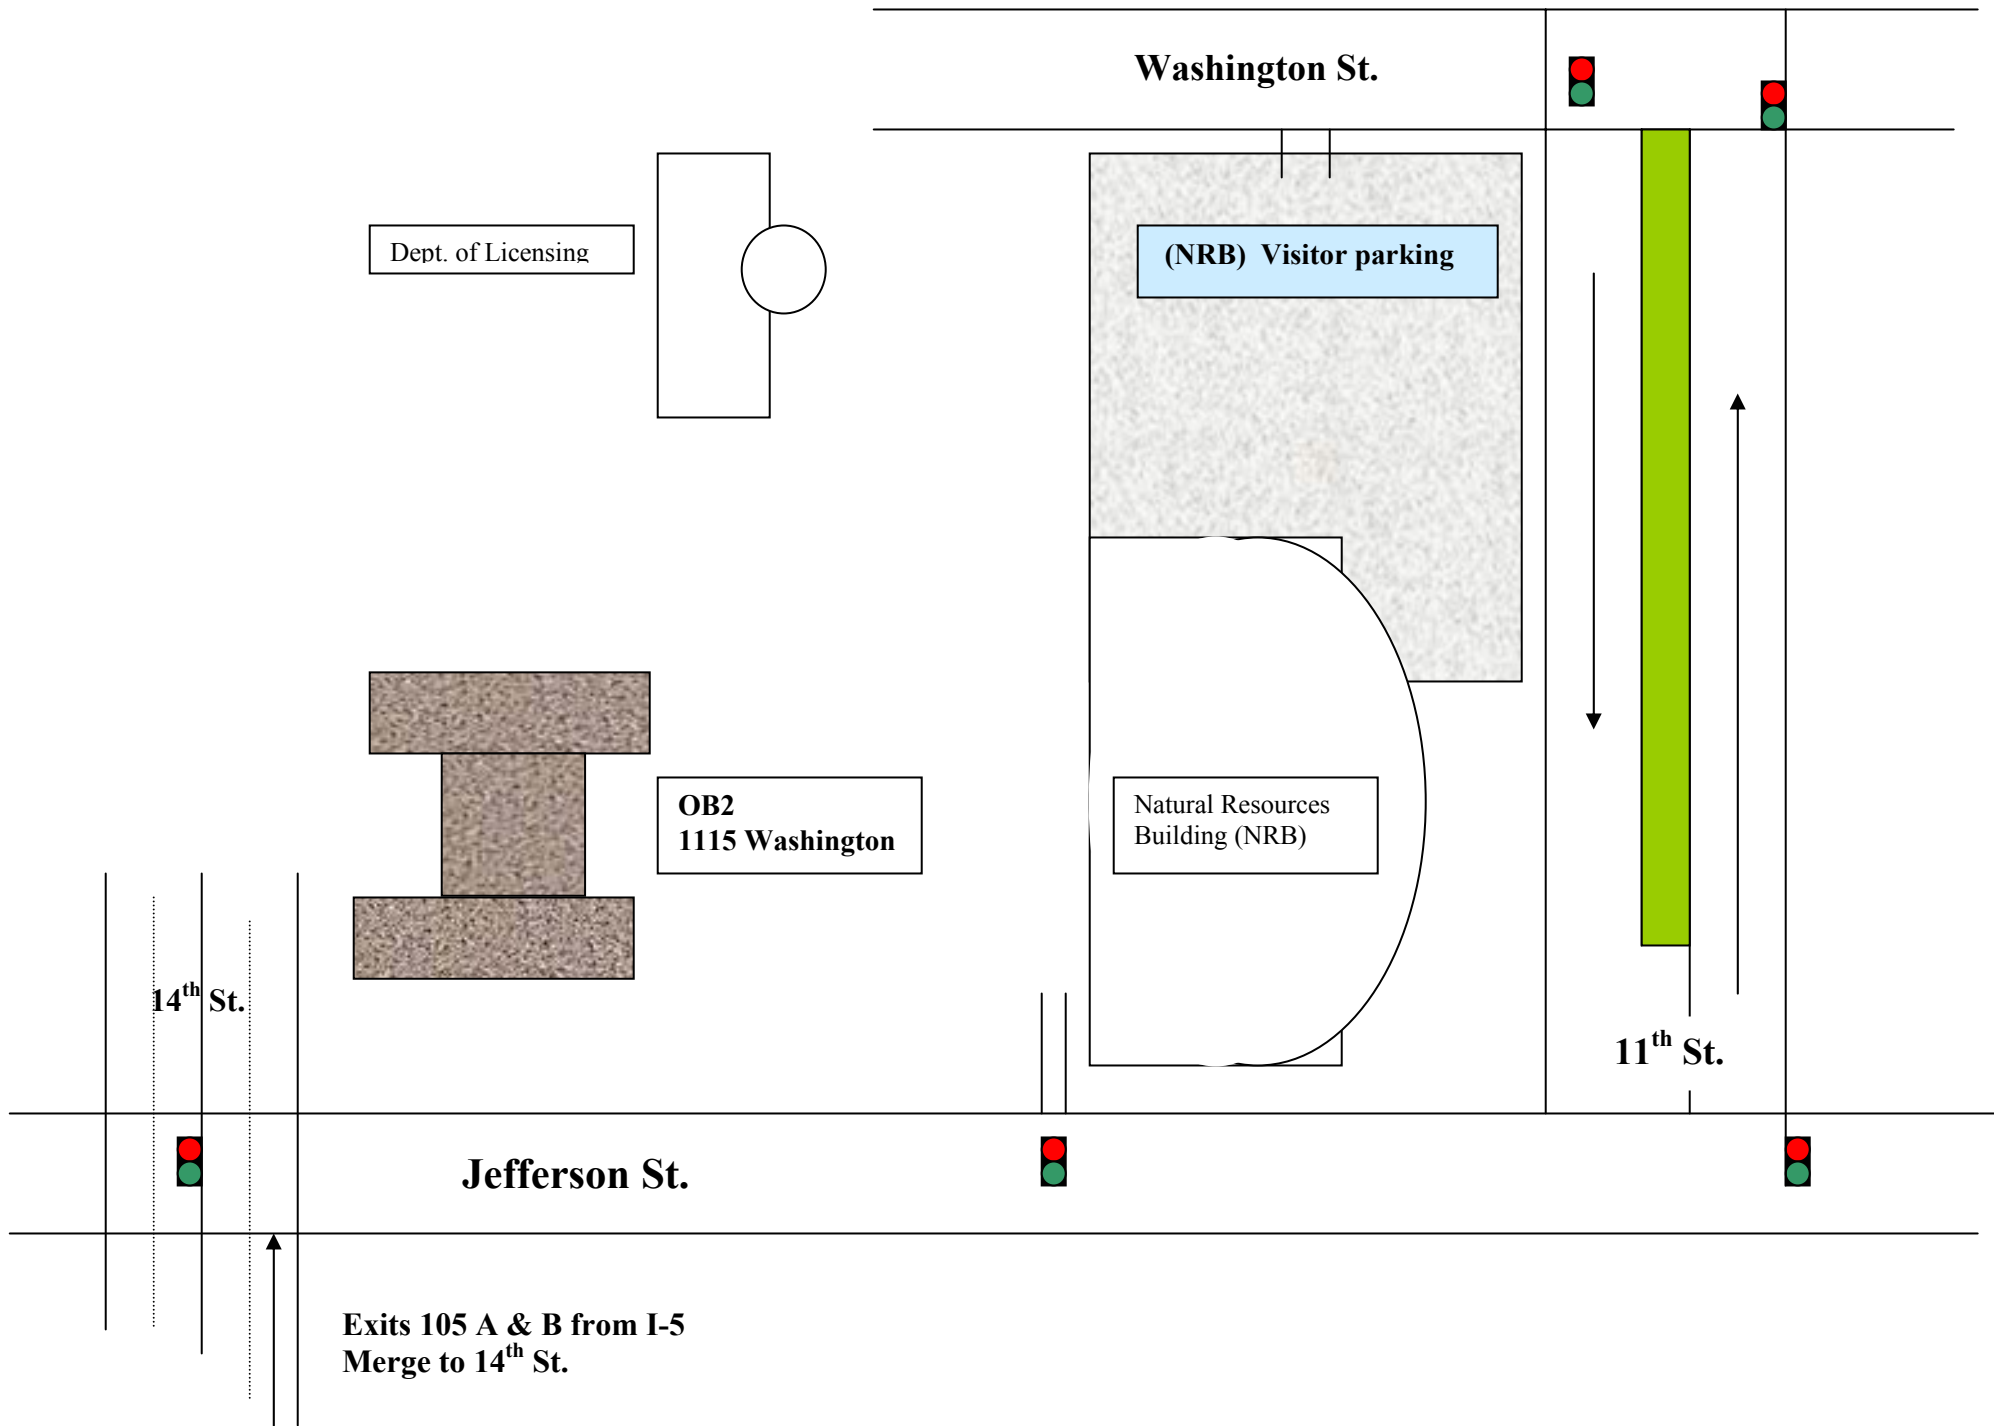 Washington St.
Dept. of Licensing
(NRB) Visitor parking
OB2
1115 Washington
Natural Resources
Building (NRB)
14th St.
11th St.
Jefferson St.
Exits 105 A & B from I-5
Merge to 14th St.